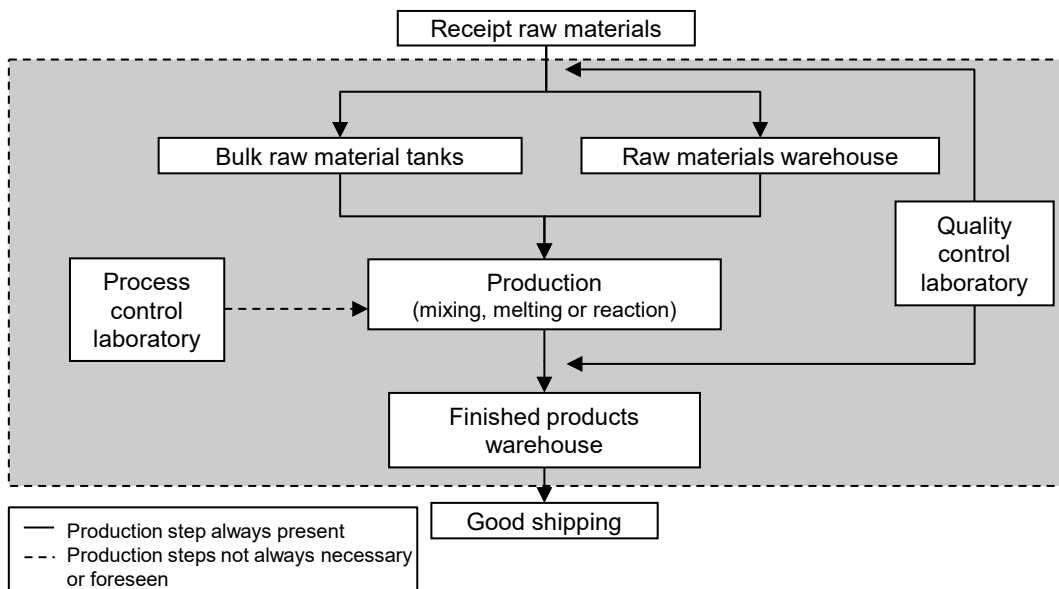 Receipt raw materials
Bulk raw material tanks
Raw materials warehouse
Quality
control
laboratory
Process
control
laboratory
Production
(mixing, melting or reaction)
Finished products
warehouse
Good shipping
Production step always present
Production steps not always necessary
or foreseen